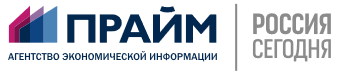 ПРАЙМ
АГЕНТСТВО ЭКОНОМИЧЕСКОЙ ИНФОРМАЦИИ
РОССИЯ
СЕГОДНЯ